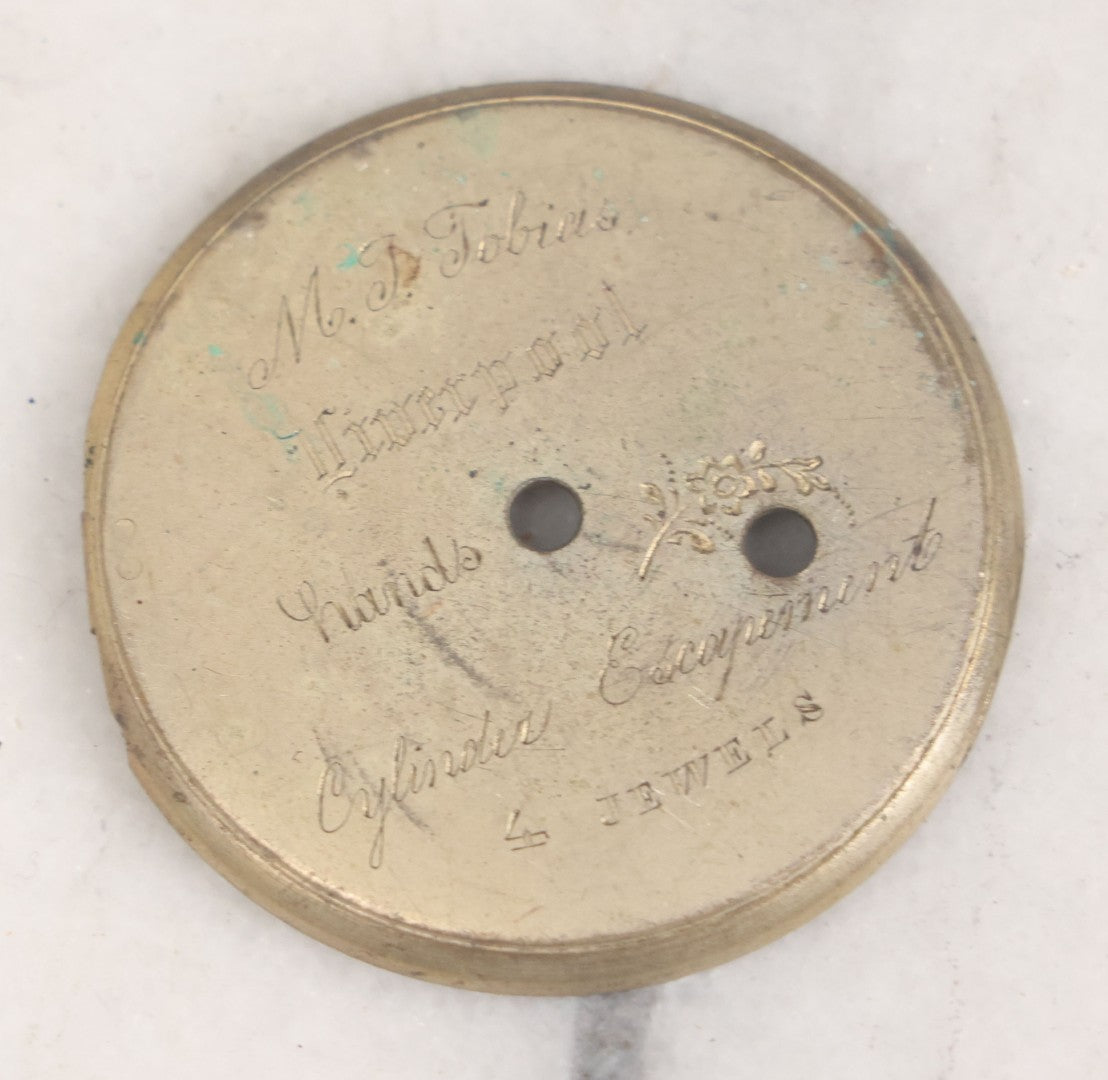 M. J. Tobias
Liverpool
hands
Cylinder Escapement
4 JEWELS